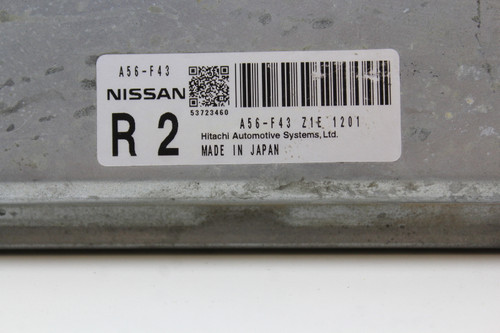 A56-F43
NISSAN
53723460
R 2
A56-F43 Z1E 1201
Hitachi Automotive Systems,Ltd.
MADE IN JAPAN